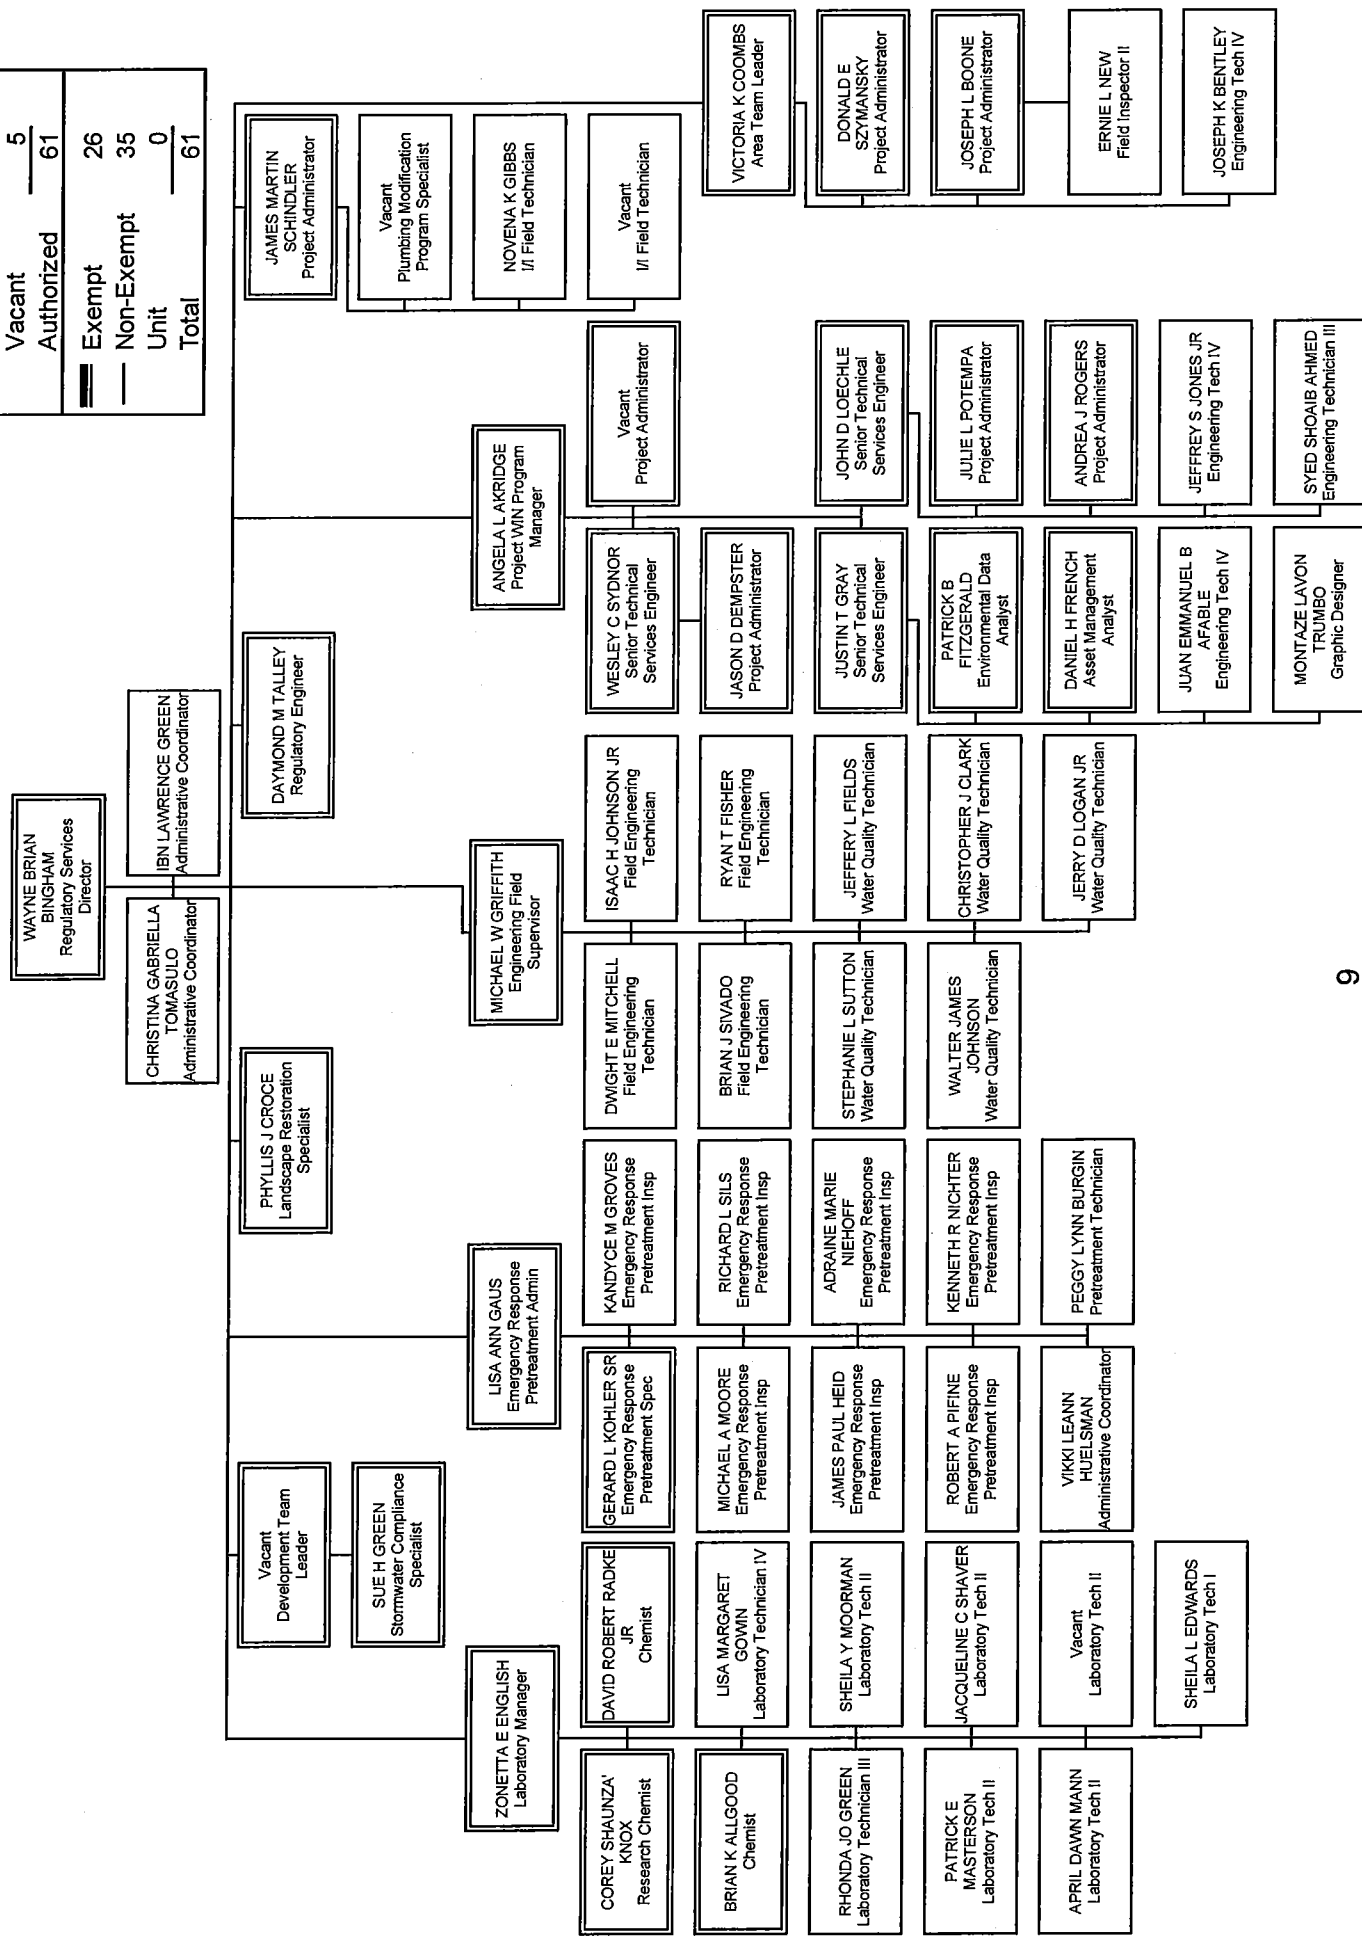 Vacant 5
Authorized 61
Exempt 26
Non-Exempt 35
Unit 0
Total 61
WAYNE BRIAN
BINGHAM
Regulatory Services
Director
CHRISTINA GABRIELLA
TOMASULO
Administrative Coordinator
IBN LAWRENCE GREEN
Administrative Coordinator
Vacant
Development Team
Leader
SUE H GREEN
Stormwater Compliance
Specialist
PHYLLIS J CROCE
Landscape Restoration
Specialist
DAYMOND M TALLEY
Regulatory Engineer
JAMES MARTIN
SCHINDLER
Project Administrator
Vacant
Plumbing Modification
Program Specialist
NOVENA K GIBBS
I/I Field Technician
Vacant
I/I Field Technician
ZONETTA E ENGLISH
Laboratory Manager
COREY SHAUNZA'
KNOX
Research Chemist
DAVID ROBERT RADKE
JR
Chemist
BRIAN K ALLGOOD
Chemist
LISA MARGARET
GOWIN
Laboratory Technician IV
RHONDA JO GREEN
Laboratory Technician III
SHEILA Y MOORMAN
Laboratory Tech II
PATRICK E
MASTERSON
Laboratory Tech II
JACQUELINE C SHAVER
Laboratory Tech II
APRIL DAWN MANN
Laboratory Tech II
Vacant
Laboratory Tech II
SHEILA L EDWARDS
Laboratory Tech I
LISA ANN GAUS
Emergency Response
Pretreatment Admin
GERARD L KOHLER SR
Emergency Response
Pretreatment Spec
KANDYCE M GROVES
Emergency Response
Pretreatment Insp
MICHAEL A MOORE
Emergency Response
Pretreatment Insp
RICHARD L SILS
Emergency Response
Pretreatment Insp
JAMES PAUL HEID
Emergency Response
Pretreatment Insp
ADRAINE MARIE
NIEHOFF
Emergency Response
Pretreatment Insp
ROBERT A PIFINE
Emergency Response
Pretreatment Insp
KENNETH R NICHTER
Emergency Response
Pretreatment Insp
VIKKI LEANN
HUELSMAN
Administrative Coordinator
PEGGY LYNN BURGIN
Pretreatment Technician
MICHAEL W GRIFFITH
Engineering Field
Supervisor
DWIGHT E MITCHELL
Field Engineering
Technician
ISAAC H JOHNSON JR
Field Engineering
Technician
BRIAN J SIVADO
Field Engineering
Technician
RYAN T FISHER
Field Engineering
Technician
STEPHANIE L SUTTON
Water Quality Technician
JEFFERY L FIELDS
Water Quality Technician
WALTER JAMES
JOHNSON
Water Quality Technician
CHRISTOPHER J CLARK
Water Quality Technician
JERRY D LOGAN JR
Water Quality Technician
ANGELA L AKRIDGE
Project WIN Program
Manager
WESLEY C SYDNOR
Senior Technical
Services Engineer
Vacant
Project Administrator
JASON D DEMPSTER
Project Administrator
JUSTIN T GRAY
Senior Technical
Services Engineer
JOHN D LOECHLE
Senior Technical
Services Engineer
PATRICK B
FITZGERALD
Environmental Data
Analyst
JULIE L POTEMPA
Project Administrator
DANIEL H FRENCH
Asset Management
Analyst
ANDREA J ROGERS
Project Administrator
JUAN EMMANUEL B
AFABLE
Engineering Tech IV
JEFFREY S JONES JR
Engineering Tech IV
MONTAZE LAVON
TRUMBO
Graphic Designer
SYED SHOAIB AHMED
Engineering Technician III
VICTORIA K COOMBS
Area Team Leader
DONALD E
SZYMANSKY
Project Administrator
JOSEPH L BOONE
Project Administrator
ERNIE L NEW
Field Inspector II
JOSEPH K BENTLEY
Engineering Tech IV
9